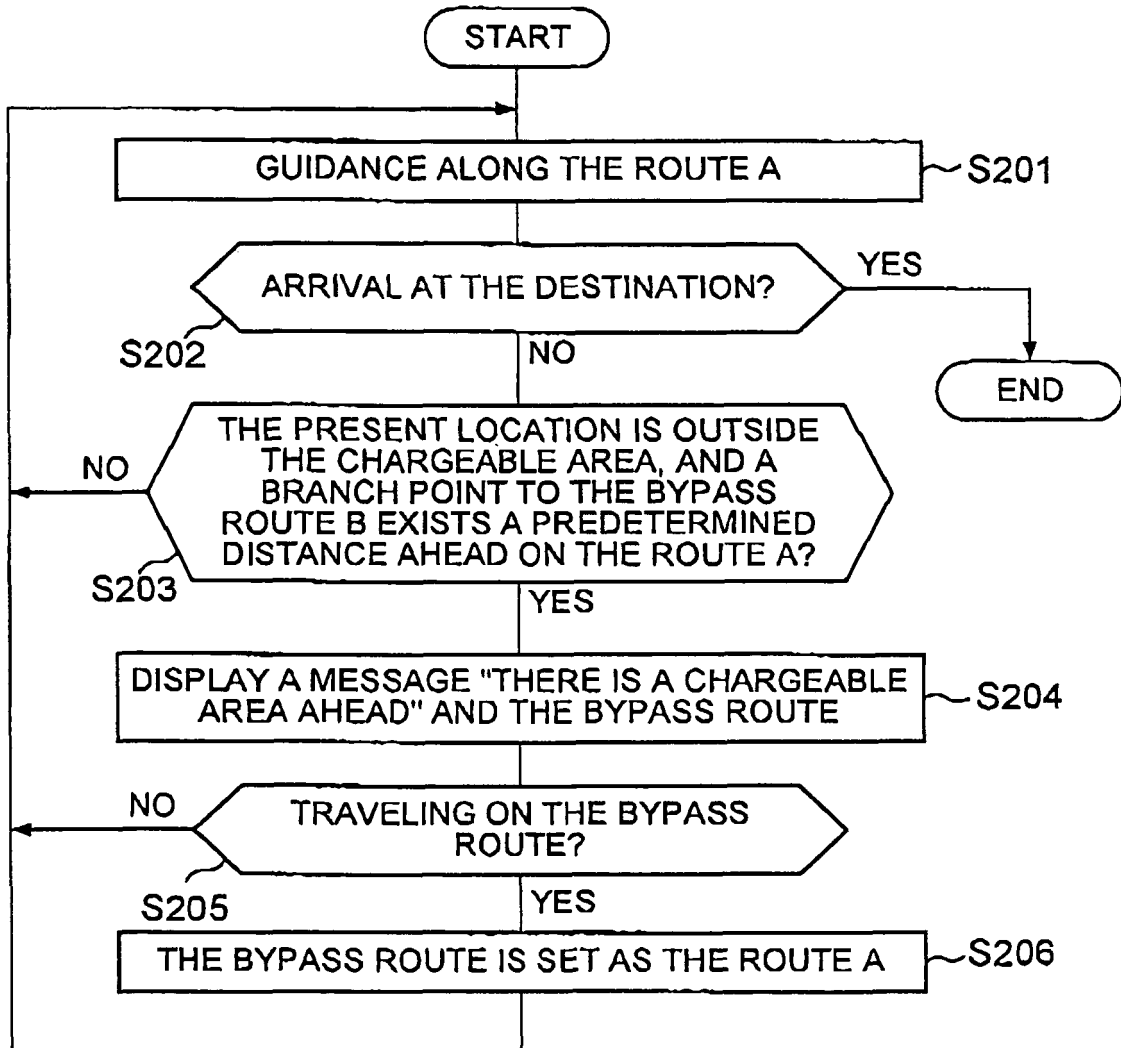 START
GUIDANCE ALONG THE ROUTE A
S201
ARRIVAL AT THE DESTINATION?
YES
S202
NO
END
THE PRESENT LOCATION IS OUTSIDE
THE CHARGEABLE AREA, AND A
BRANCH POINT TO THE BYPASS
ROUTE B EXISTS A PREDETERMINED
DISTANCE AHEAD ON THE ROUTE A?
NO
S203
YES
DISPLAY A MESSAGE "THERE IS A CHARGEABLE
AREA AHEAD" AND THE BYPASS ROUTE
S204
NO
TRAVELING ON THE BYPASS
ROUTE?
S205
YES
THE BYPASS ROUTE IS SET AS THE ROUTE A
S206